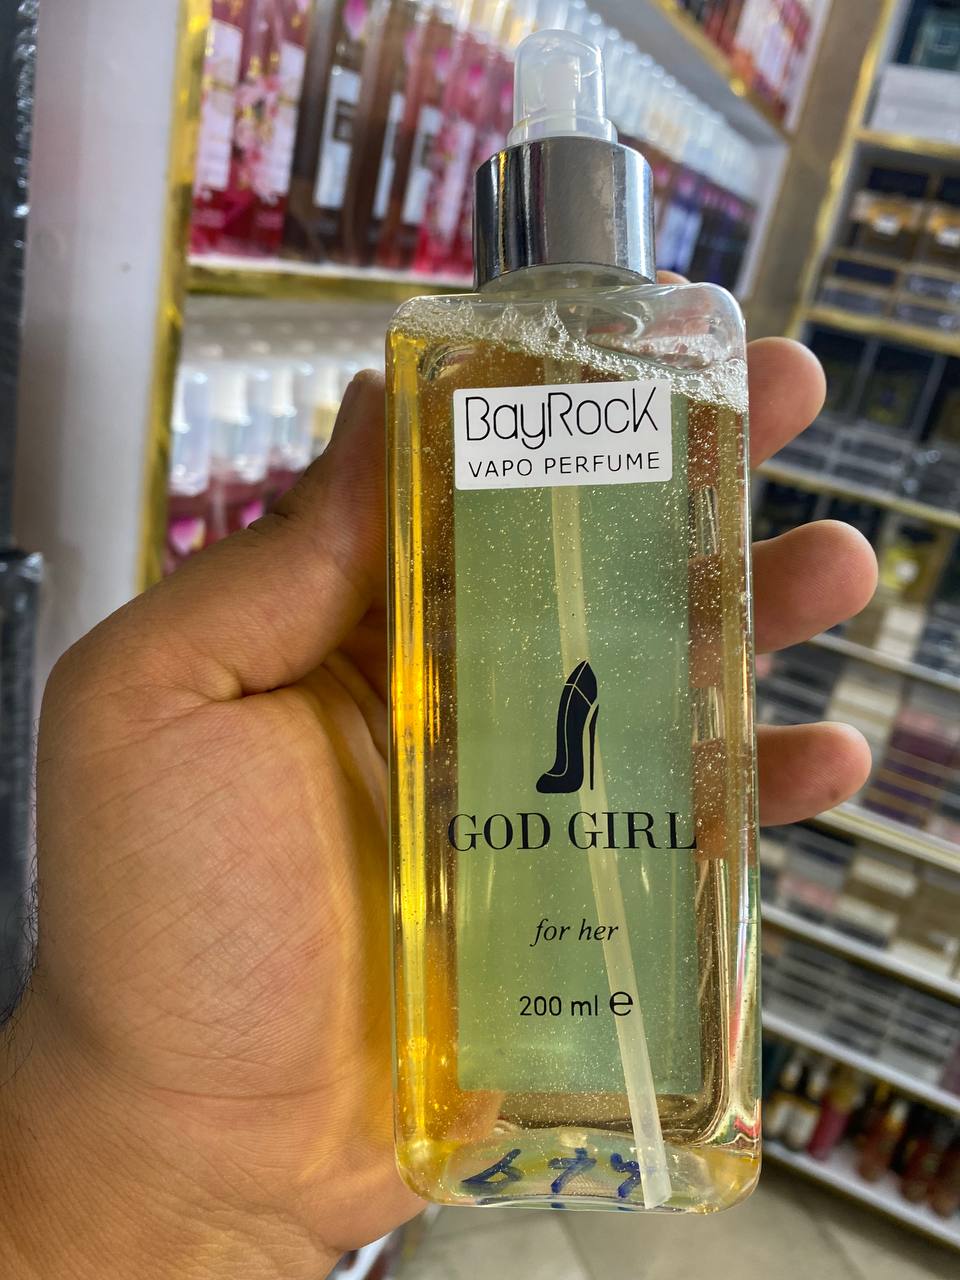 BayRock
VAPO PERFUME
GOD GIRL
for her
200 ml ℮